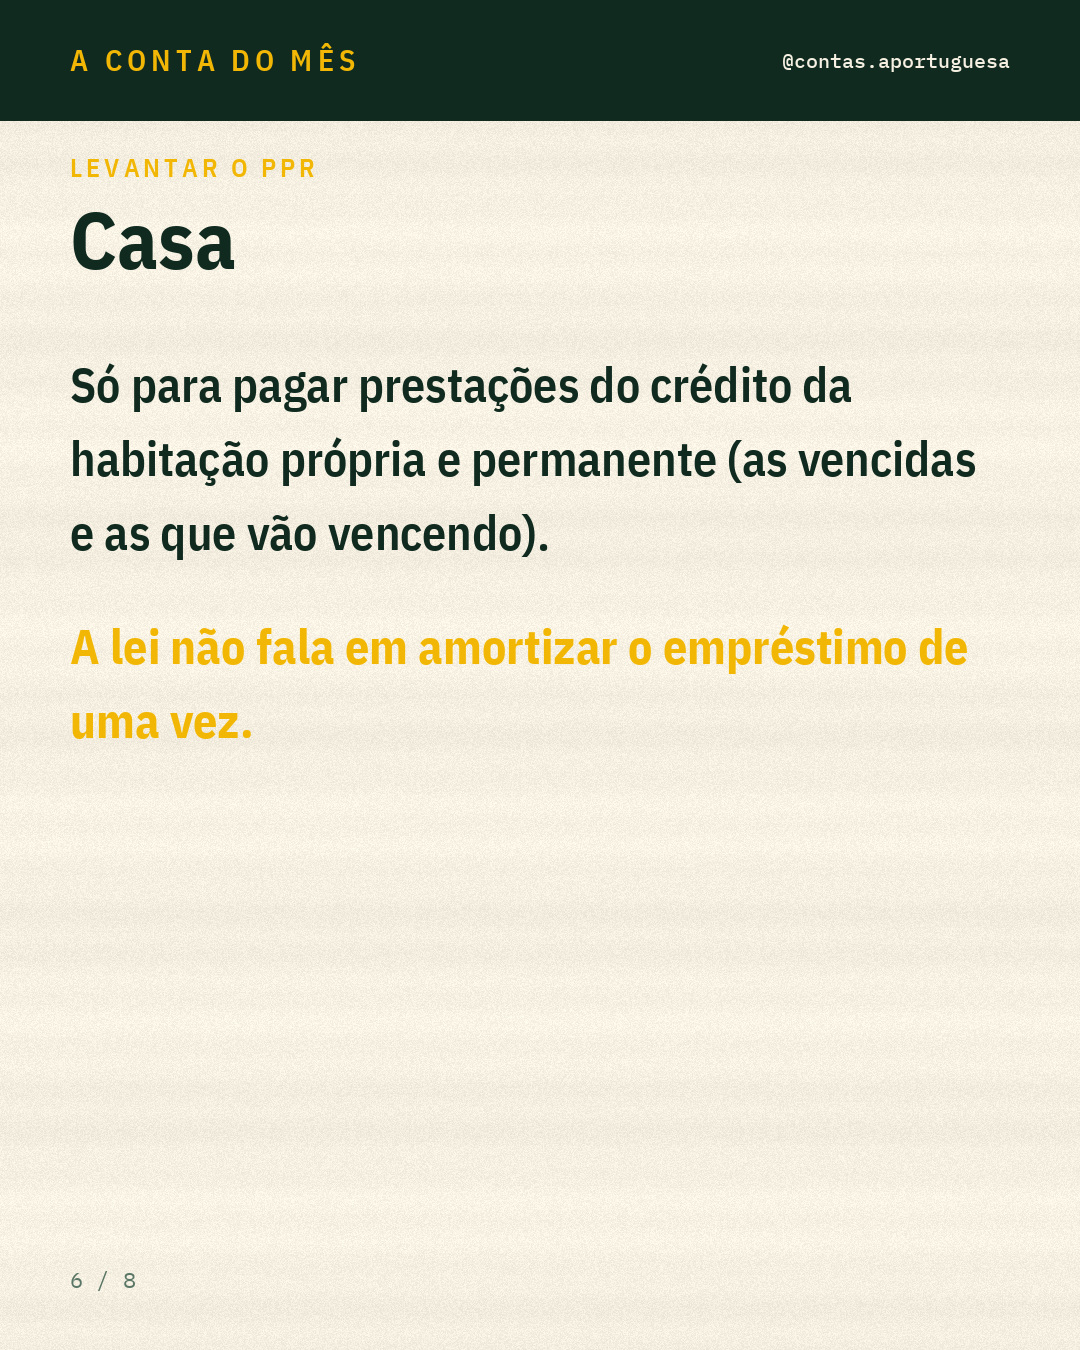 A CONTA DO MÊS
@contas.aportuguesa
LEVANTAR O PPR
Casa
Só para pagar prestações do crédito da
habitação própria e permanente (as vencidas
e as que vão vencendo).
A lei não fala em amortizar o empréstimo de
uma vez.
6 / 8